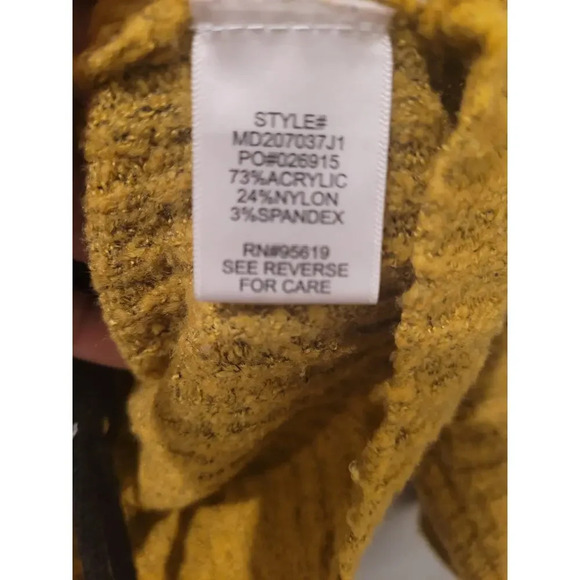 STYLE#
MD207037J1
PO#026915
73%ACRYLIC
24%NYLON
3%SPANDEX
RN#95619
SEE REVERSE
FOR CARE